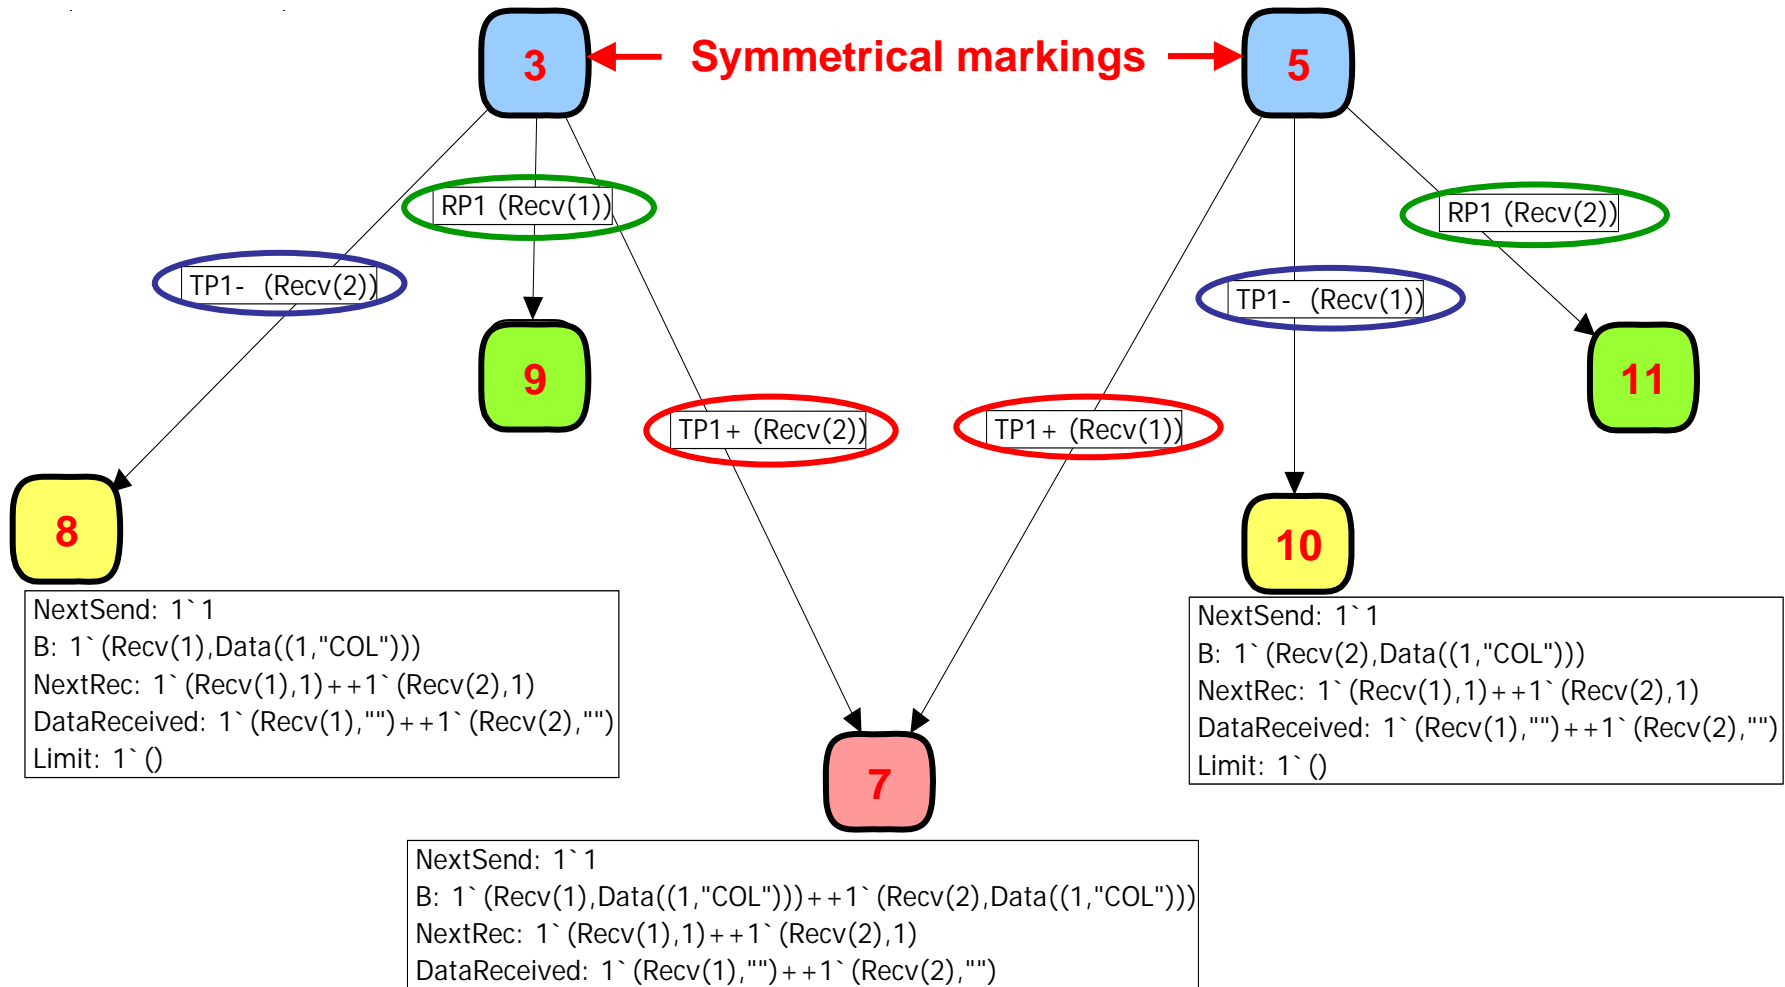 3
Symmetrical markings
5
RP1 (Recv(1))
RP1 (Recv(2))
TP1- (Recv(2))
TP1- (Recv(1))
9
11
TP1+ (Recv(2))
TP1+ (Recv(1))
8
10
NextSend: 1`1
B: 1`(Recv(1),Data((1,"COL")))
NextRec: 1`(Recv(1),1)++1`(Recv(2),1)
DataReceived: 1`(Recv(1),"")++1`(Recv(2),"")
Limit: 1`()
NextSend: 1`1
B: 1`(Recv(2),Data((1,"COL")))
NextRec: 1`(Recv(1),1)++1`(Recv(2),1)
DataReceived: 1`(Recv(1),"")++1`(Recv(2),"")
Limit: 1`()
7
NextSend: 1`1
B: 1`(Recv(1),Data((1,"COL")))++1`(Recv(2),Data((1,"COL")))
NextRec: 1`(Recv(1),1)++1`(Recv(2),1)
DataReceived: 1`(Recv(1),"")++1`(Recv(2),"")